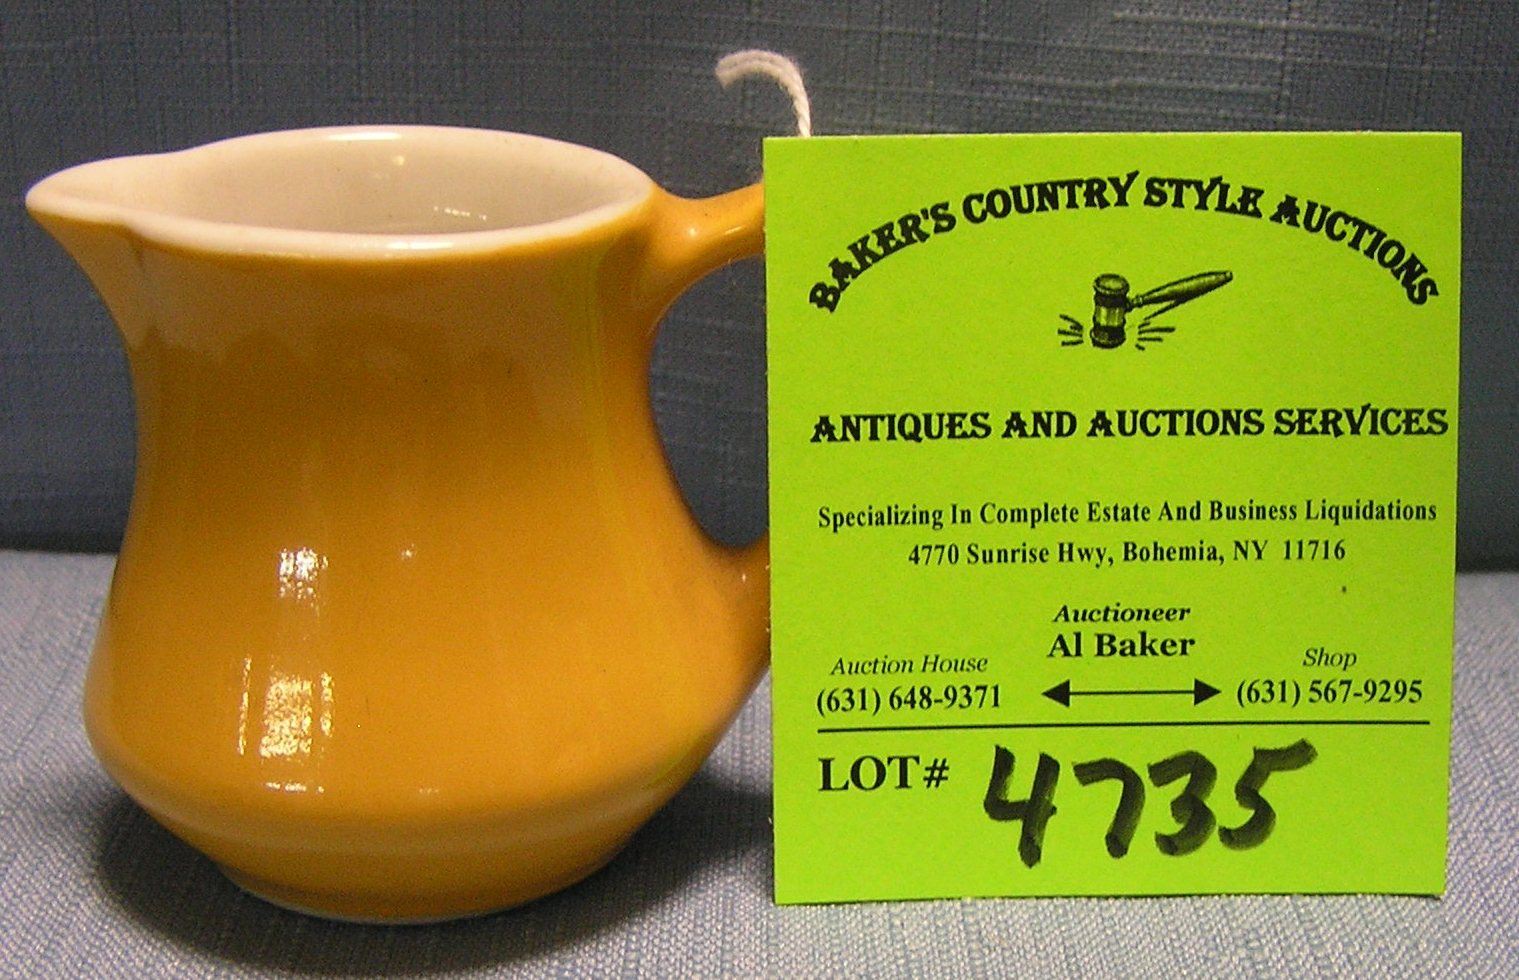 BAKER'S COUNTRY STYLE AUCTIONS
ANTIQUES AND AUCTIONS SERVICES
Specializing In Complete Estate And Business Liquidations
4770 Sunrise Hwy, Bohemia, NY 11716
Auctioneer
Al Baker
Auction House
(631) 648-9371
Shop
(631) 567-9295
LOT# 4735